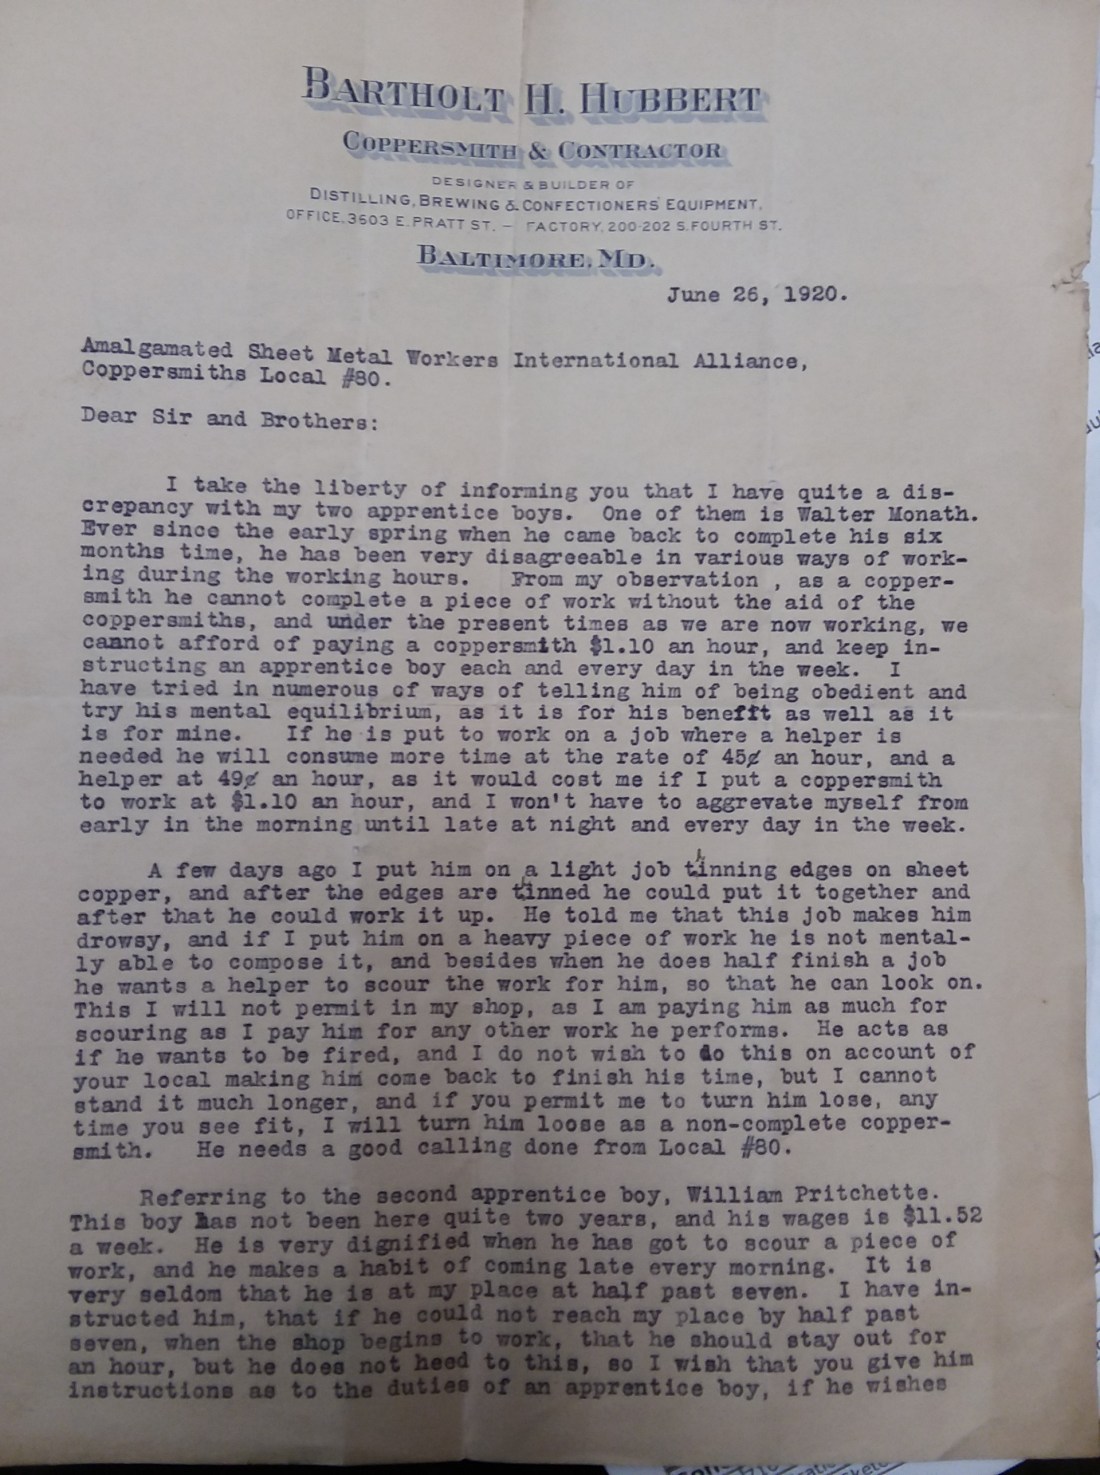 BARTHOLT H. HUBBERT
COPPERSMITH & CONTRACTOR
DESIGNER & BUILDER OF
DISTILLING, BREWING & CONFECTIONERS' EQUIPMENT,
OFFICE, 3603 E. PRATT ST. — FACTORY, 200-202 S. FOURTH ST.
BALTIMORE, MD.
June 26, 1920.
Amalgamated Sheet Metal Workers International Alliance,
Coppersmiths Local #80.
Dear Sir and Brothers:
I take the liberty of informing you that I have quite a dis-
crepancy with my two apprentice boys. One of them is Walter Monath.
Ever since the early spring when he came back to complete his six
months time, he has been very disagreeable in various ways of work-
ing during the working hours. From my observation , as a copper-
smith he cannot complete a piece of work without the aid of the
coppersmiths, and under the present times as we are now working, we
cannot afford of paying a coppersmith $1.10 an hour, and keep in-
structing an apprentice boy each and every day in the week. I
have tried in numerous of ways of telling him of being obedient and
try his mental equilibrium, as it is for his benefit as well as it
is for mine. If he is put to work on a job where a helper is
needed he will consume more time at the rate of 45¢ an hour, and a
helper at 49¢ an hour, as it would cost me if I put a coppersmith
to work at $1.10 an hour, and I won't have to aggrevate myself from
early in the morning until late at night and every day in the week.
A few days ago I put him on a light job tinning edges on sheet
copper, and after the edges are tinned he could put it together and
after that he could work it up. He told me that this job makes him
drowsy, and if I put him on a heavy piece of work he is not mental-
ly able to compose it, and besides when he does half finish a job
he wants a helper to scour the work for him, so that he can look on.
This I will not permit in my shop, as I am paying him as much for
scouring as I pay him for any other work he performs. He acts as
if he wants to be fired, and I do not wish to do this on account of
your local making him come back to finish his time, but I cannot
stand it much longer, and if you permit me to turn him lose, any
time you see fit, I will turn him loose as a non-complete copper-
smith. He needs a good calling done from Local #80.
Referring to the second apprentice boy, William Pritchette.
This boy has not been here quite two years, and his wages is $11.52
a week. He is very dignified when he has got to scour a piece of
work, and he makes a habit of coming late every morning. It is
very seldom that he is at my place at half past seven. I have in-
structed him, that if he could not reach my place by half past
seven, when the shop begins to work, that he should stay out for
an hour, but he does not heed to this, so I wish that you give him
instructions as to the duties of an apprentice boy, if he wishes